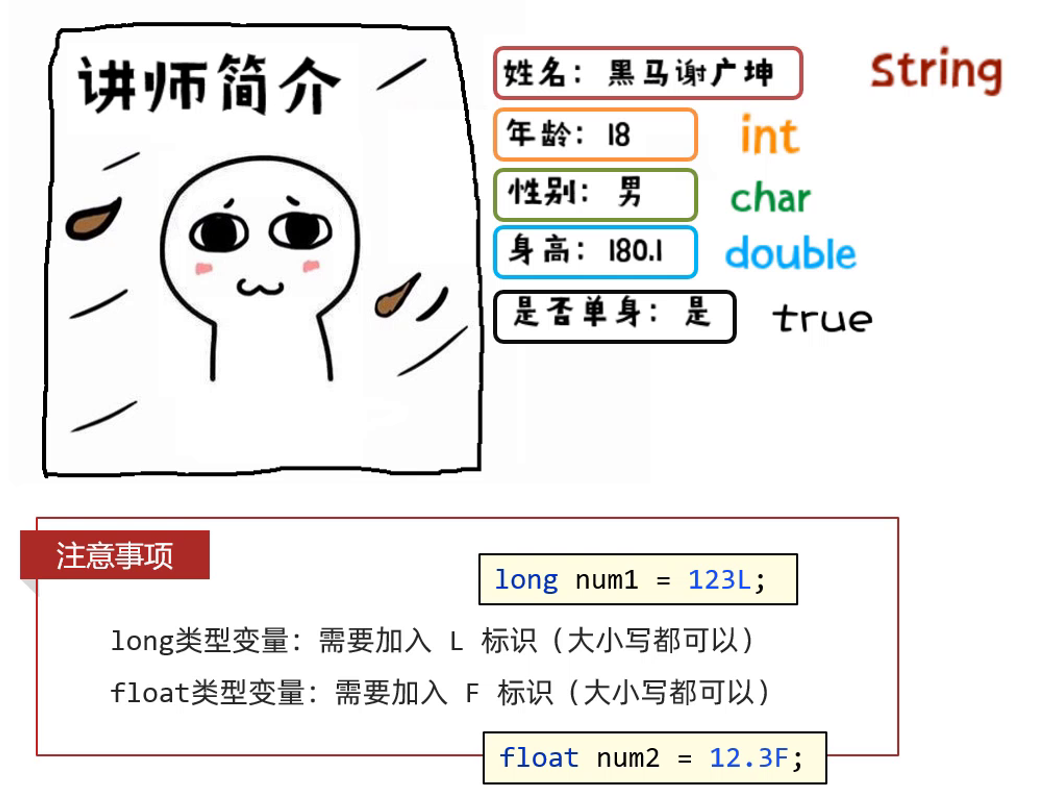 讲师简介
姓名：黑马谢广坤 String
年龄：18 int
性别：男 char
身高：180.1 double
是否单身：是 true
注意事项
long num1 = 123L;
long类型变量：需要加入 L 标识（大小写都可以）
float类型变量：需要加入 F 标识（大小写都可以）
float num2 = 12.3F;